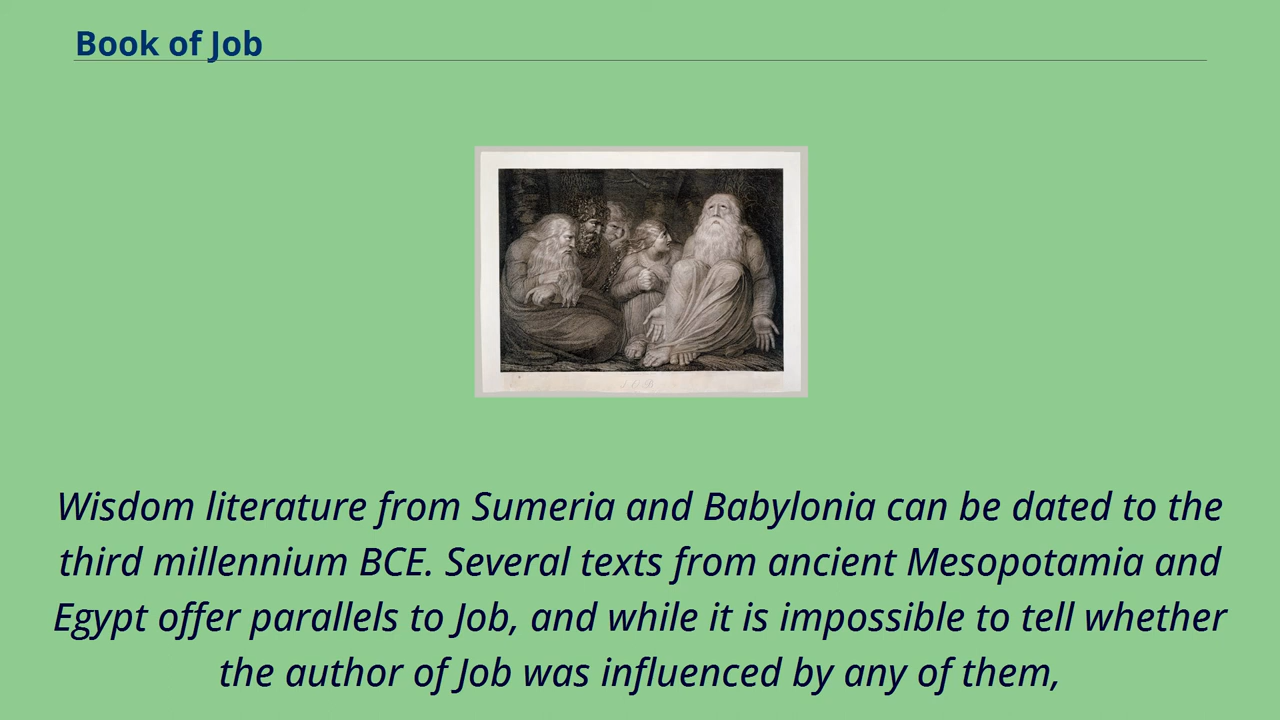 Book of Job
Wisdom literature from Sumeria and Babylonia can be dated to the
third millennium BCE. Several texts from ancient Mesopotamia and
Egypt offer parallels to Job, and while it is impossible to tell whether
the author of Job was influenced by any of them,